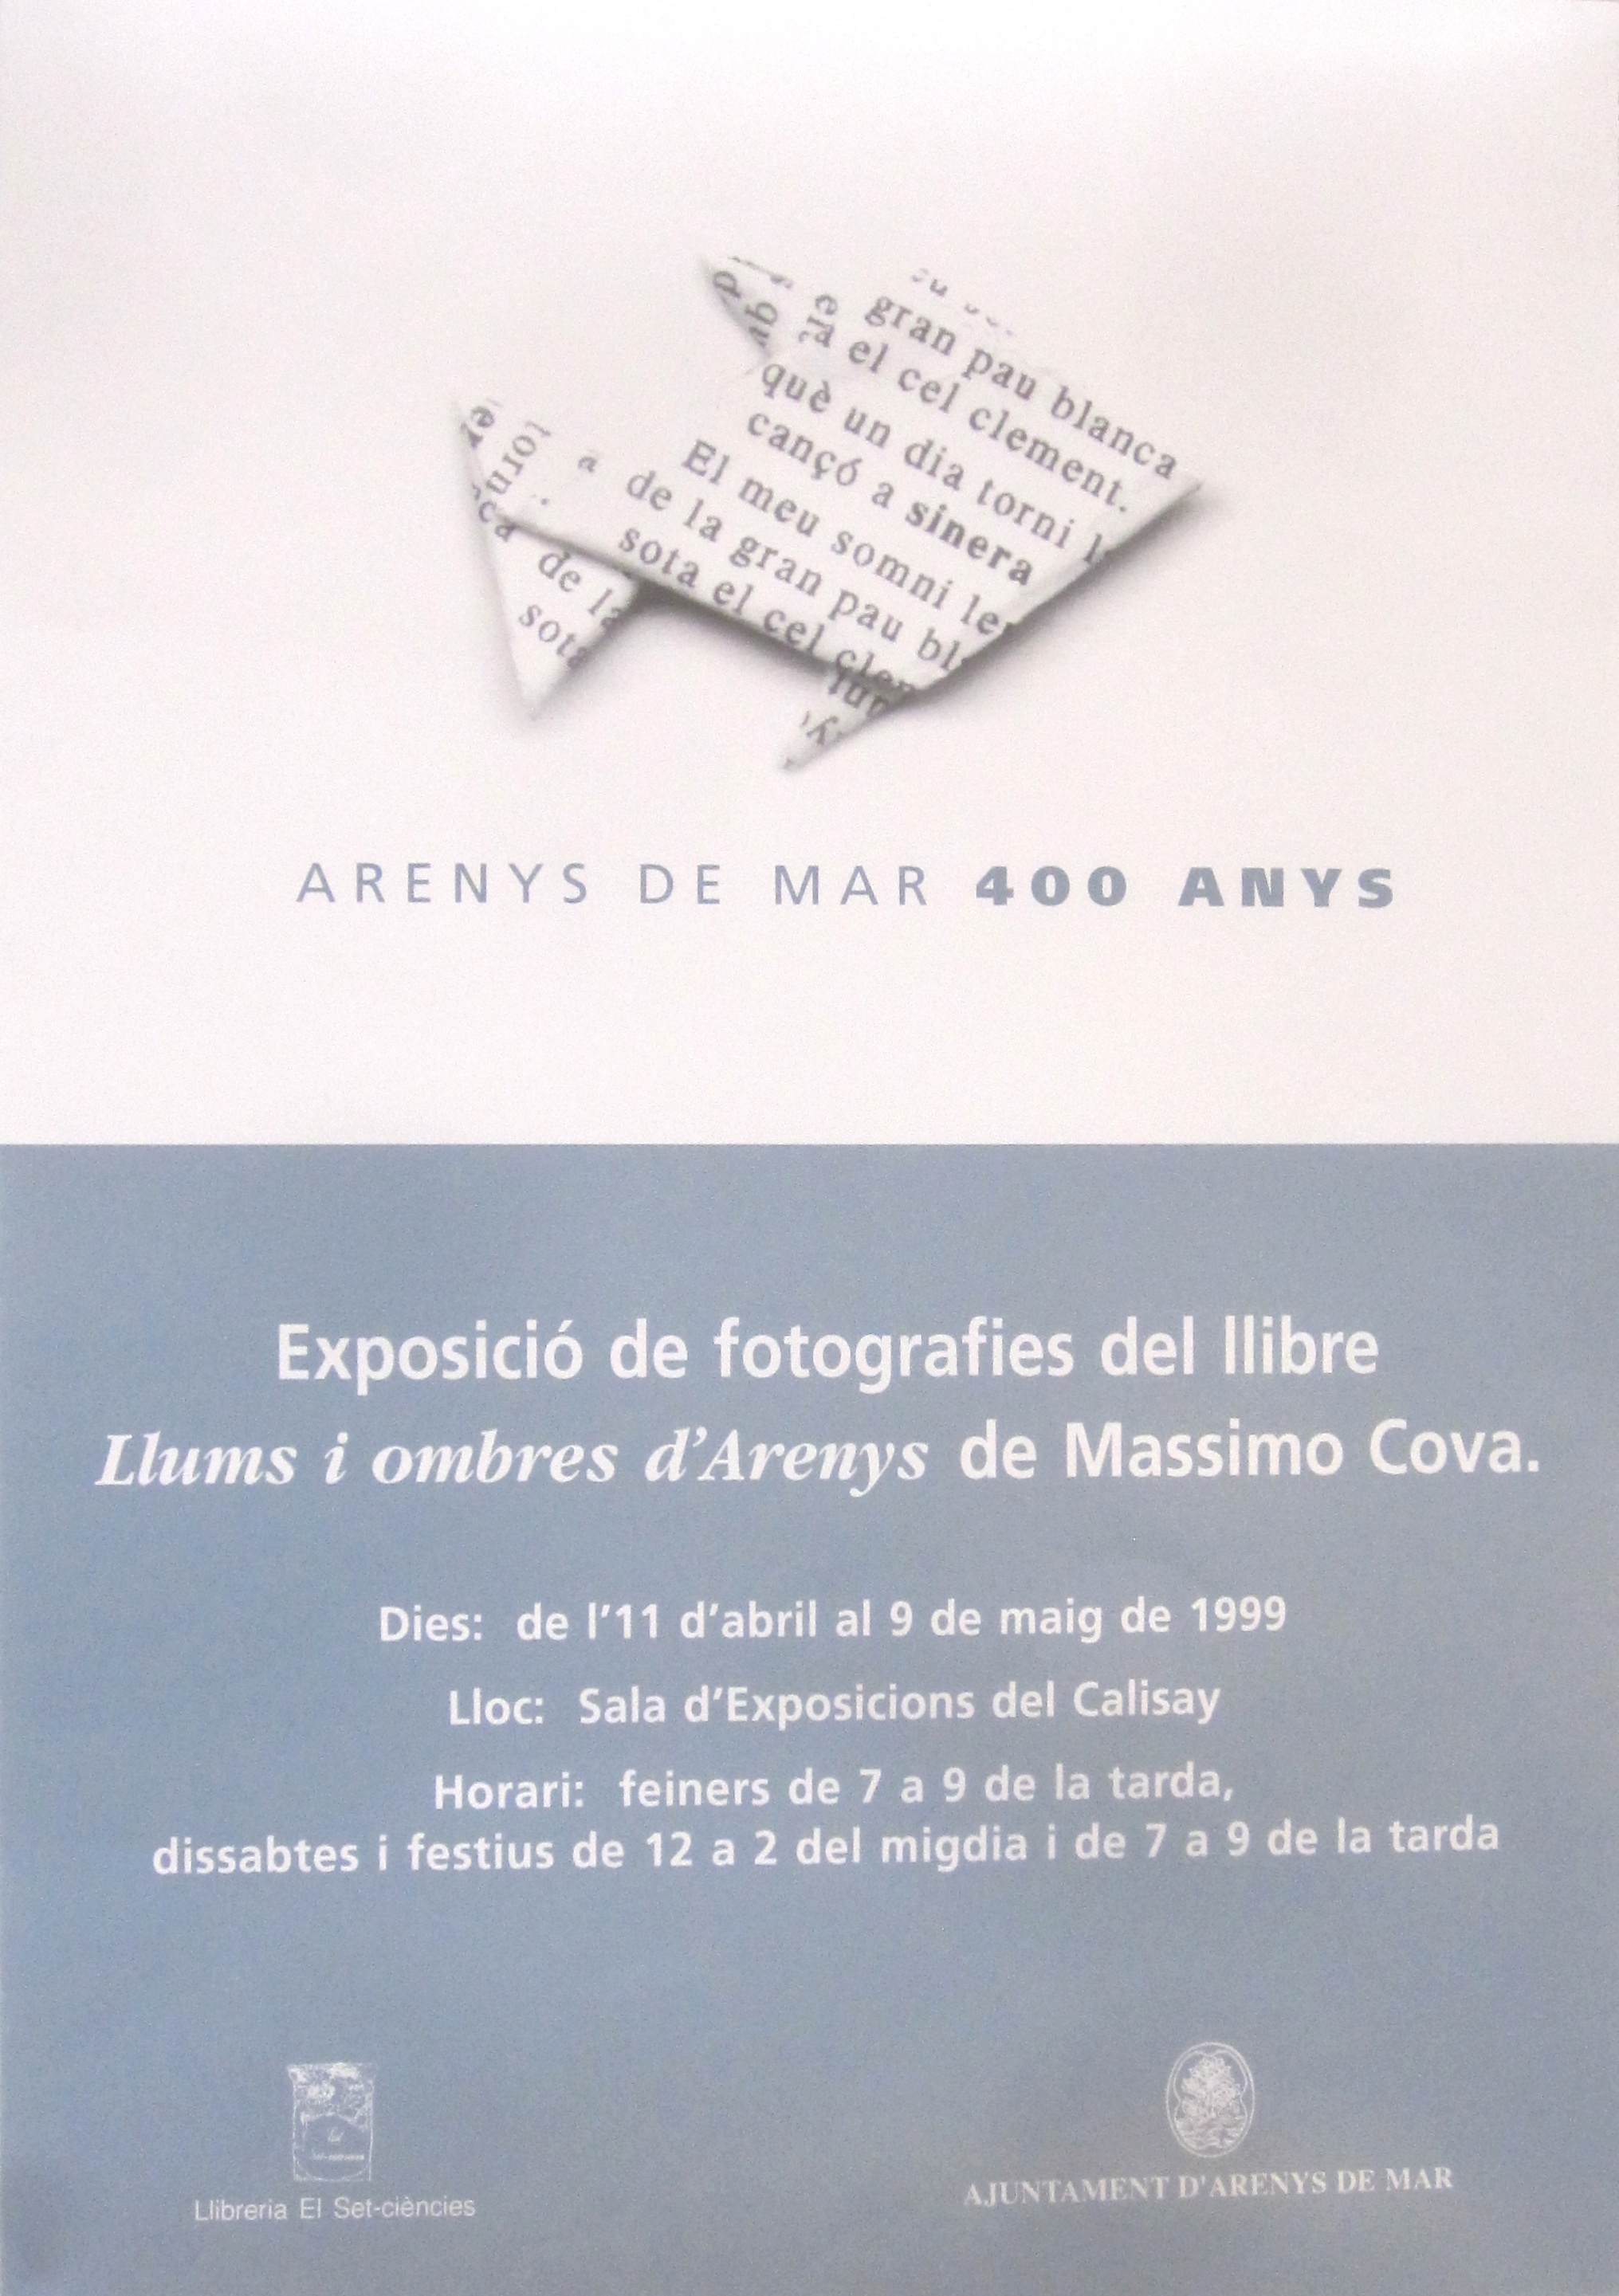 gran pau blanca
el cel clement.
què un dia torni
cançó a sinera
El meu somni
de la gran pau
sota el cel
de la
ARENYS DE MAR 400 ANYS
Exposició de fotografies del llibre
Llums i ombres d'Arenys de Massimo Cova.
Dies: de l'11 d'abril al 9 de maig de 1999
Lloc: Sala d'Exposicions del Calisay
Horari: feiners de 7 a 9 de la tarda,
dissabtes i festius de 12 a 2 del migdia i de 7 a 9 de la tarda
Llibreria El Set-ciències
AJUNTAMENT D'ARENYS DE MAR